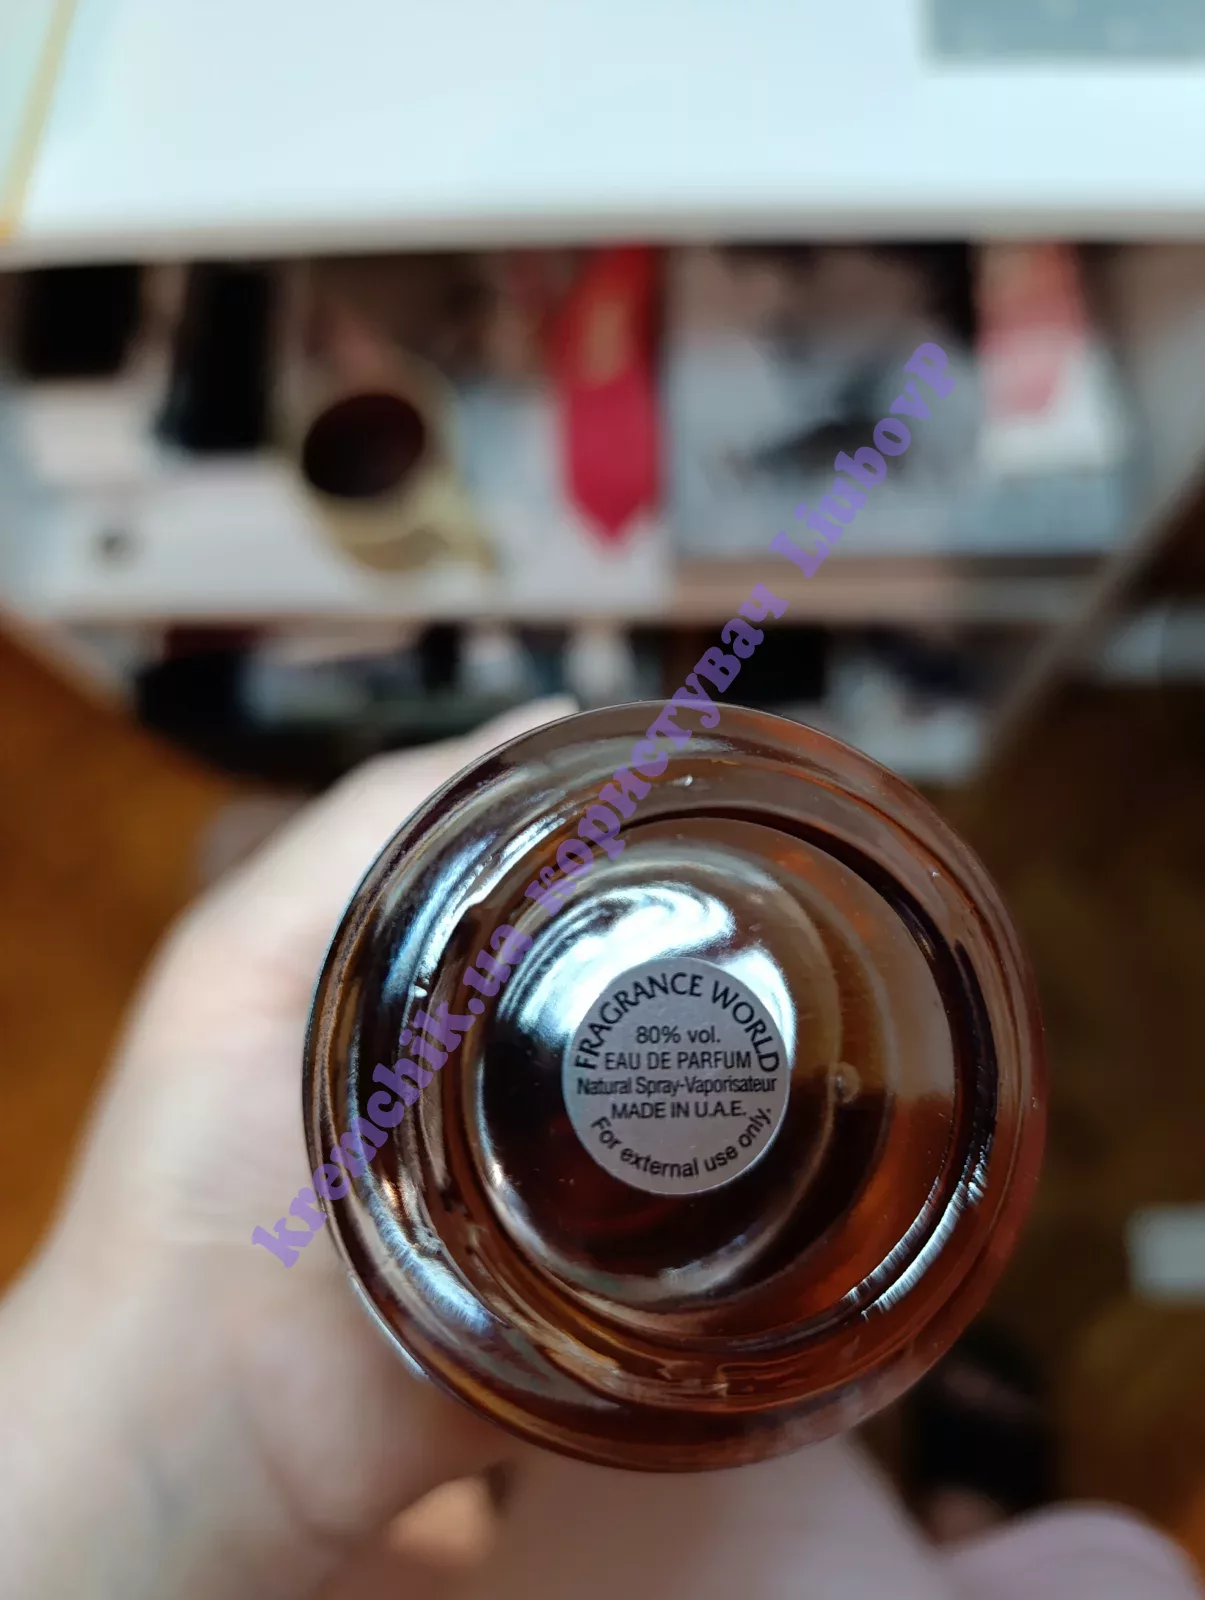 FRAGRANCE WORLD
80% vol.
EAU DE PARFUM
Natural Spray-Vaporisateur
MADE IN U.A.E.
For external use only.
kremchik.ua користувач LiubovP